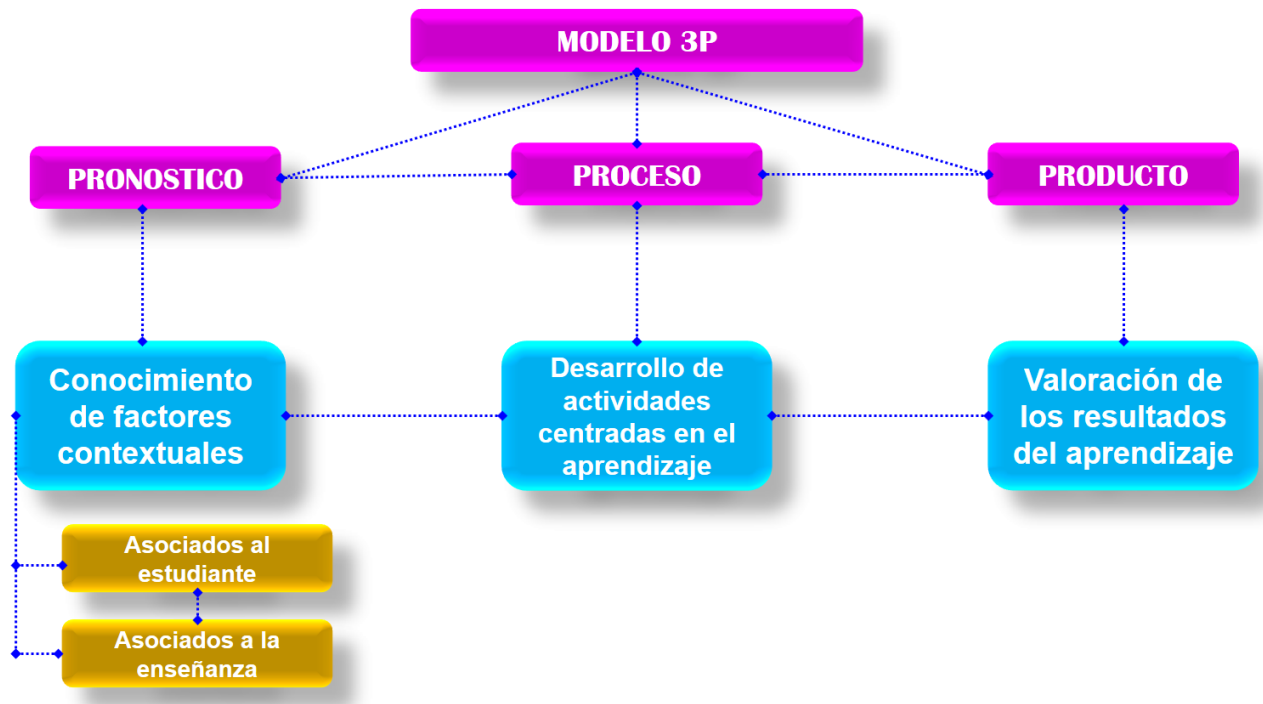 MODELO 3P
PRONOSTICO
PROCESO
PRODUCTO
Conocimiento
de factores
contextuales
Desarrollo de
actividades
centradas en el
aprendizaje
Valoración de
los resultados
del aprendizaje
Asociados al
estudiante
Asociados a la
enseñanza